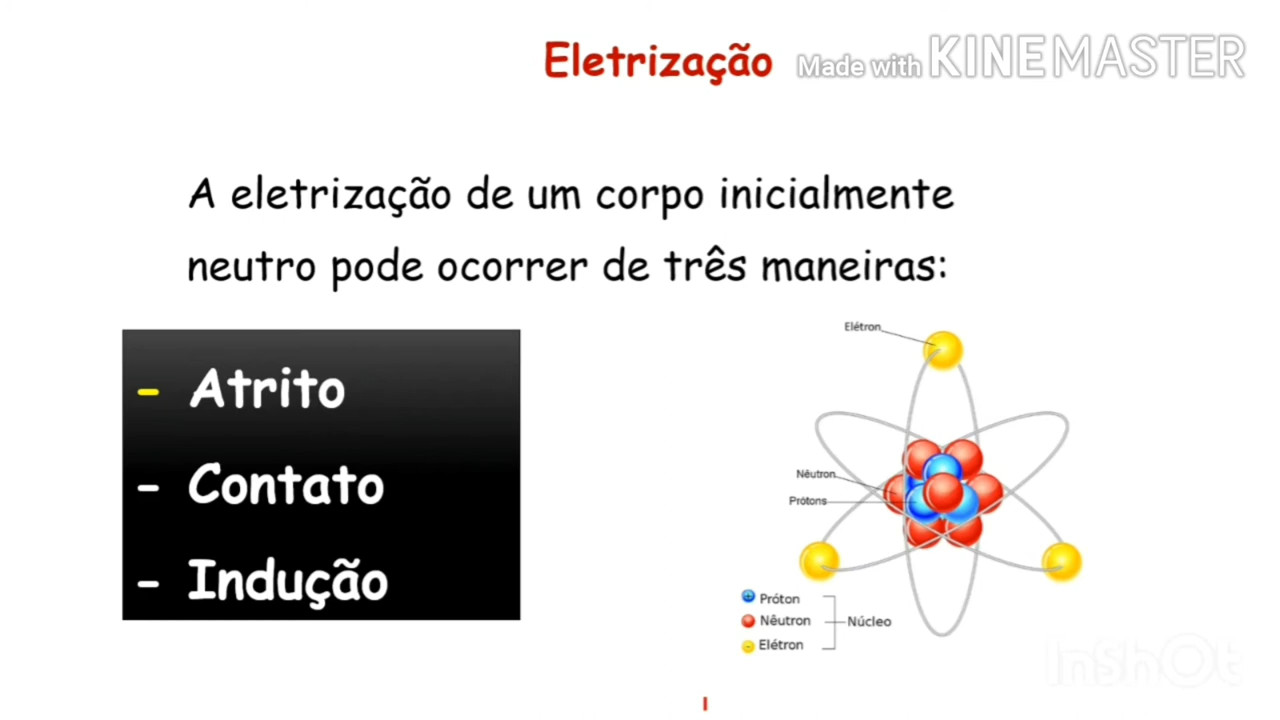 Eletrização
Made with KINEMASTER
A eletrização de um corpo inicialmente
neutro pode ocorrer de três maneiras:
- Atrito
- Contato
- Indução
Elétron
Nêutron
Prótons
Próton
Nêutron
Núcleo
Elétron
InShOt